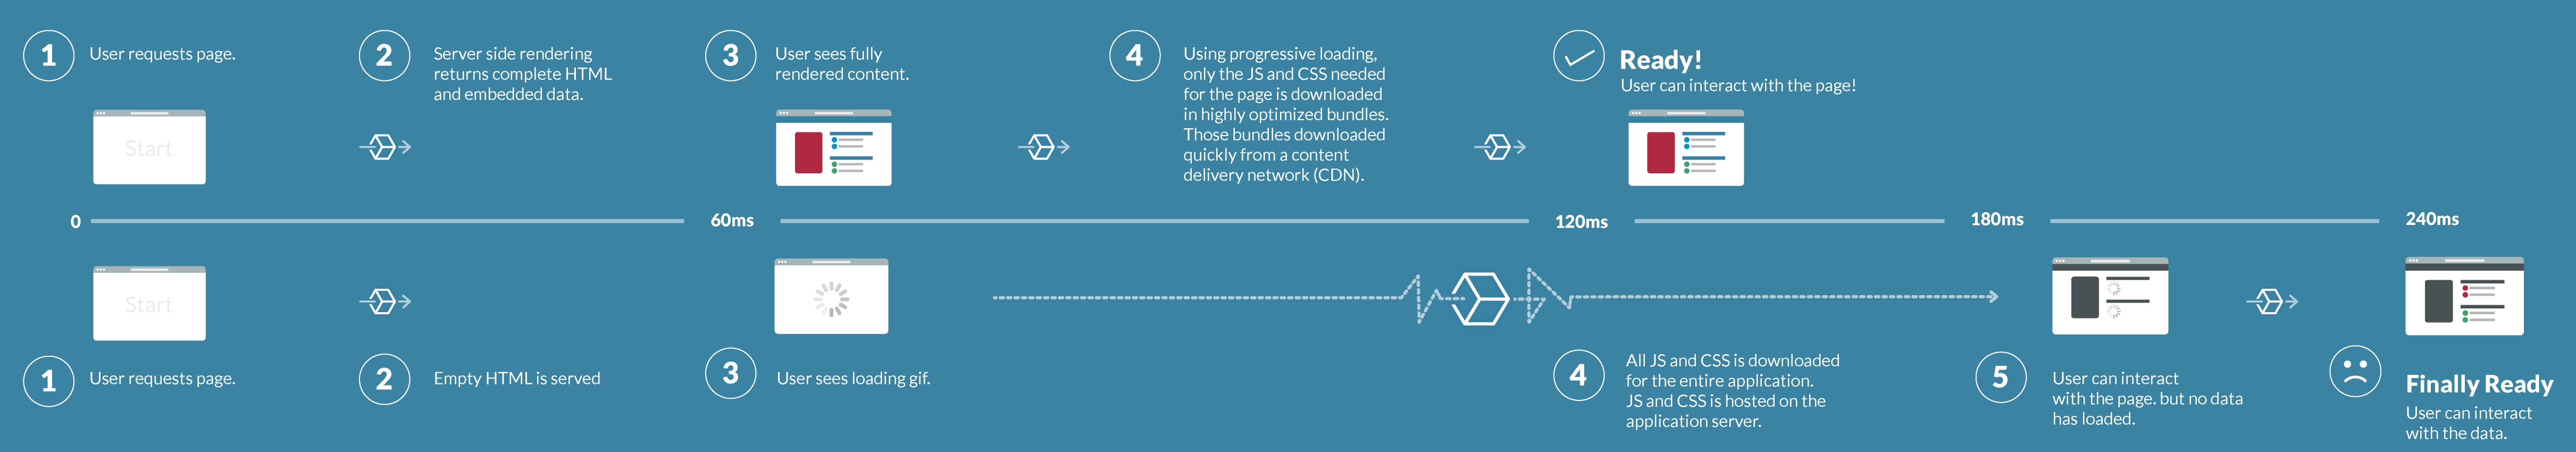 1
User requests page.
2
Server side rendering
returns complete HTML
and embedded data.
3
User sees fully
rendered content.
4
Using progressive loading,
only the JS and CSS needed
for the page is downloaded
in highly optimized bundles.
Those bundles downloaded
quickly from a content
delivery network (CDN).
Ready!
User can interact with the page!
Start
0
60ms
120ms
180ms
240ms
Start
1
User requests page.
2
Empty HTML is served
3
User sees loading gif.
4
All JS and CSS is downloaded
for the entire application.
JS and CSS is hosted on the
application server.
5
User can interact
with the page. but no data
has loaded.
Finally Ready
User can interact
with the data.